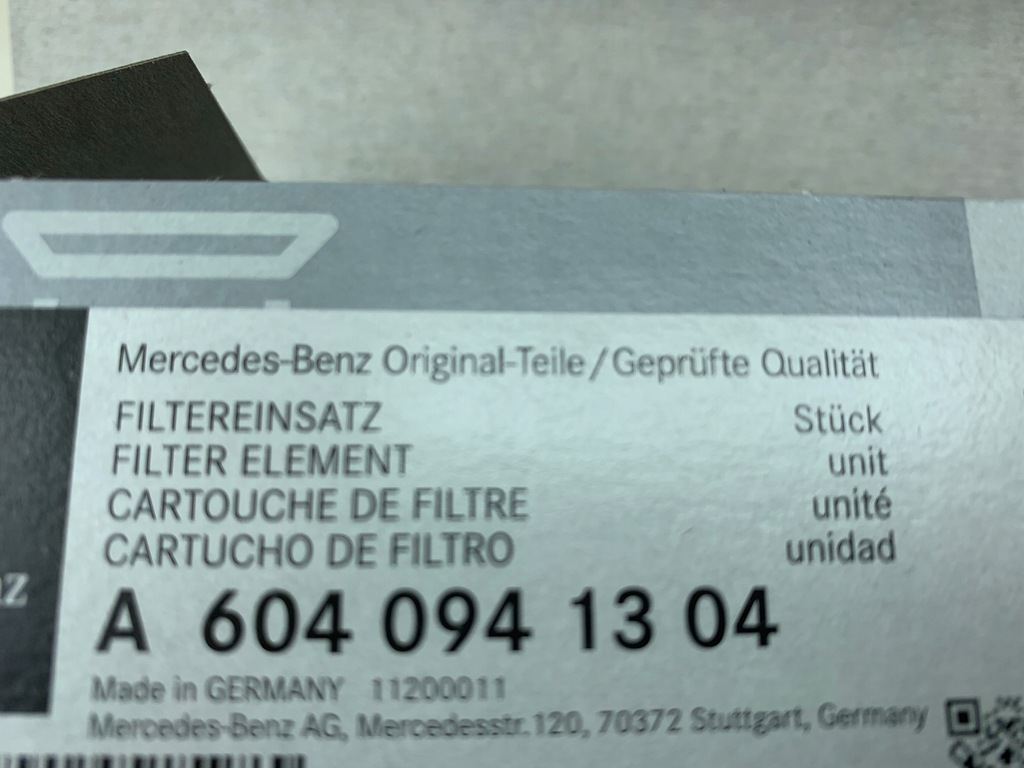 Mercedes-Benz Original-Teile/Geprüfte Qualität
FILTEREINSATZ Stück
FILTER ELEMENT unit
CARTOUCHE DE FILTRE unité
CARTUCHO DE FILTRO unidad
A 604 094 13 04
Made in GERMANY 11200011
Mercedes-Benz AG, Mercedesstr.120, 70372 Stuttgart, Germany